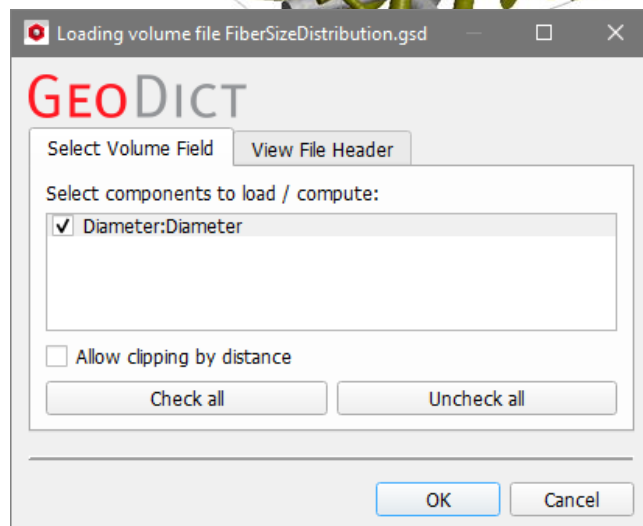 Loading volume file FiberSizeDistribution.gsd
GEODICT
Select Volume Field
View File Header
Select components to load / compute:
Diameter:Diameter
Allow clipping by distance
Check all
Uncheck all
OK
Cancel